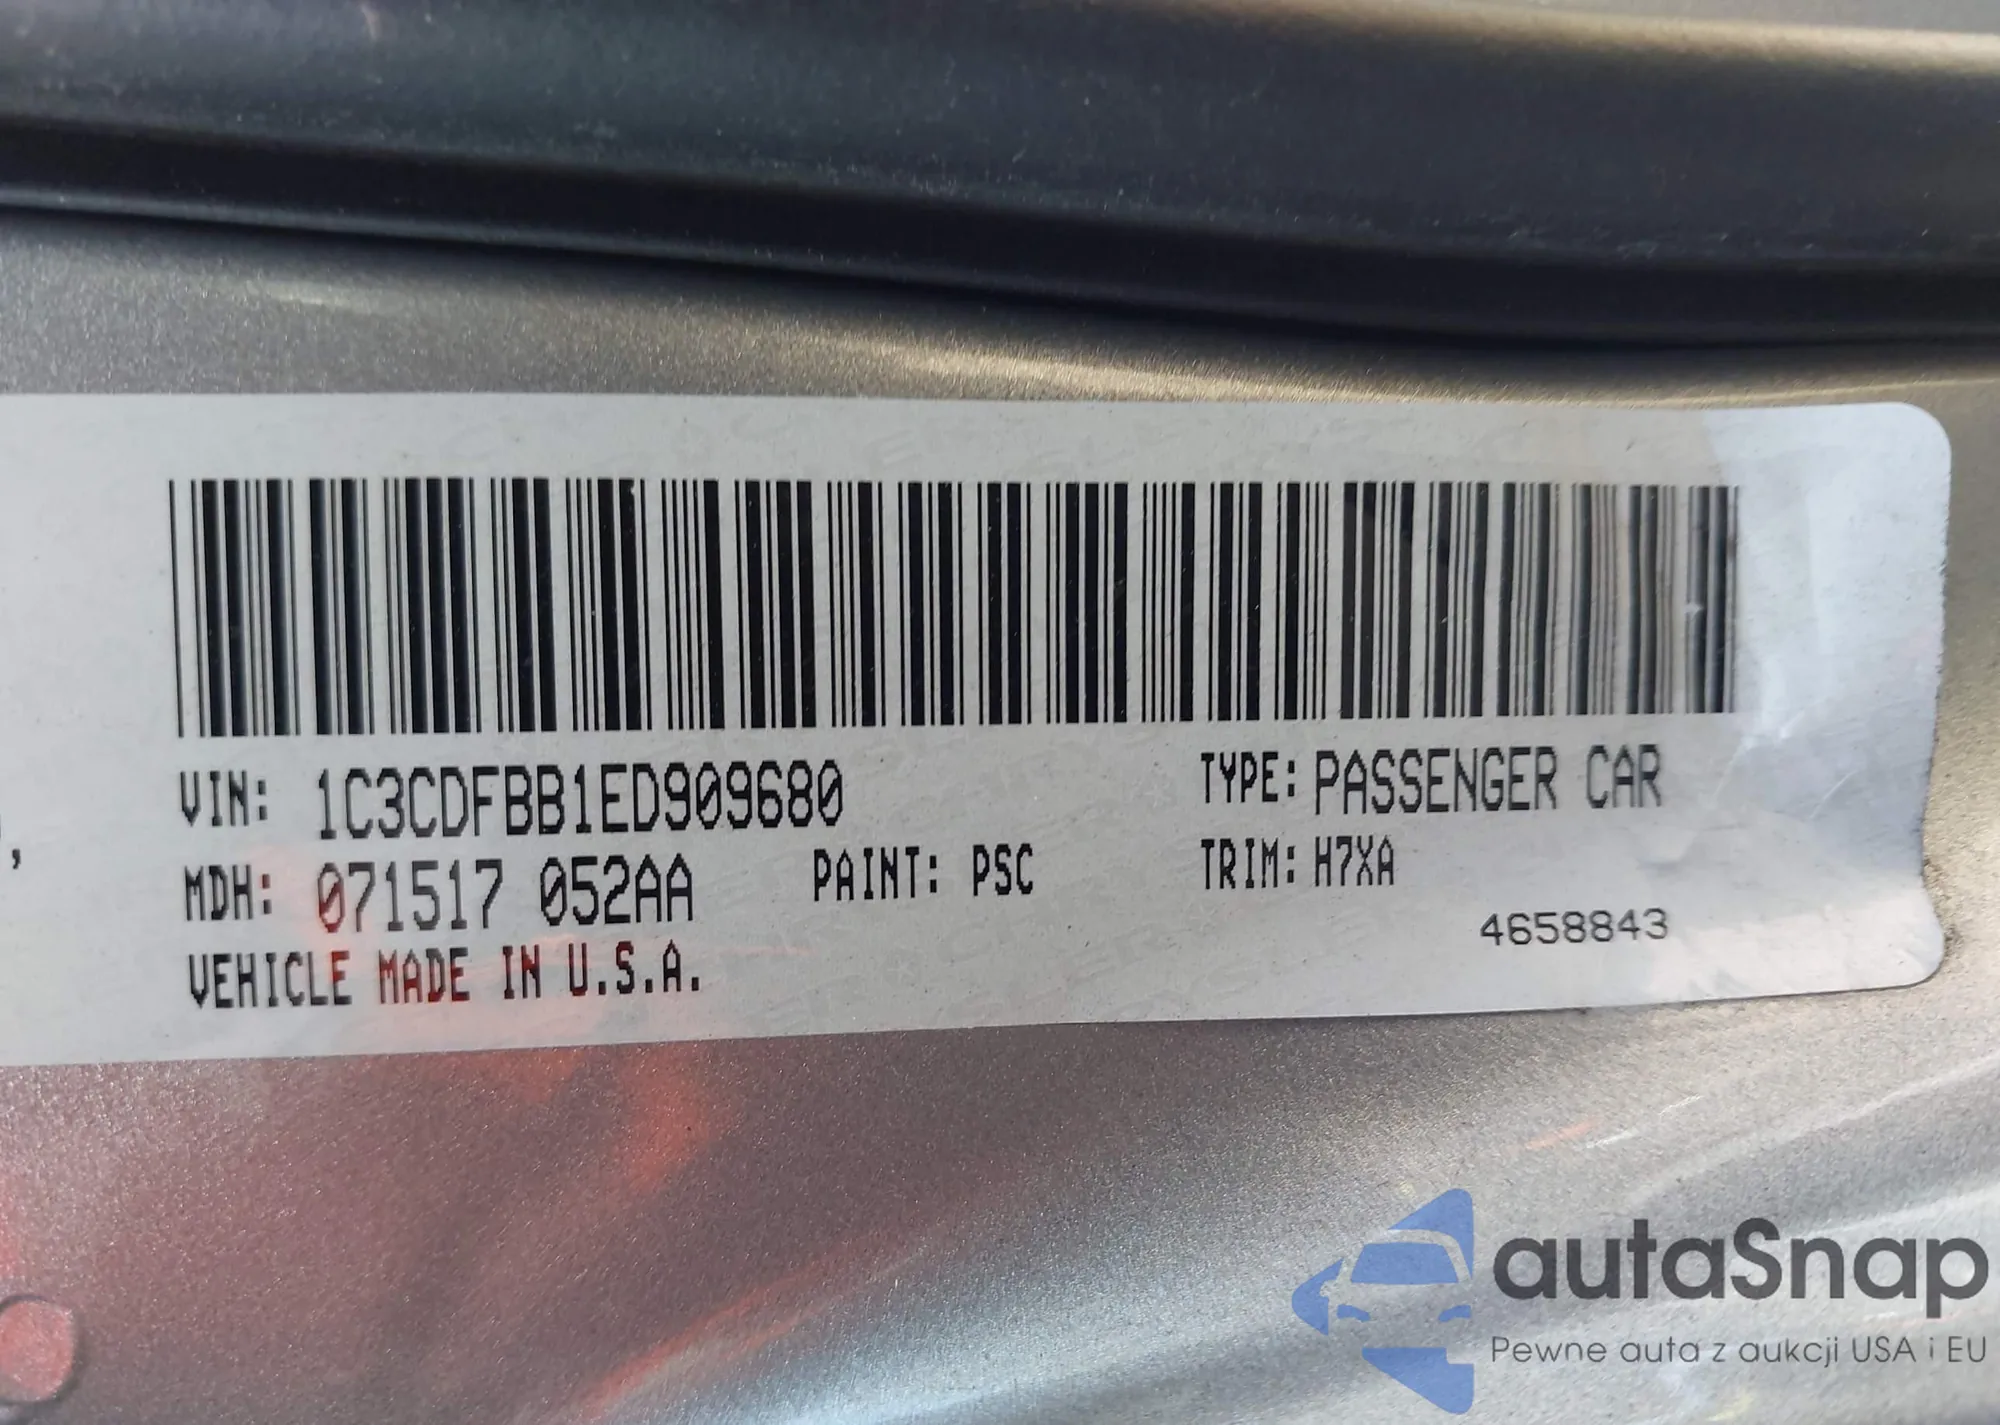 VIN: 1C3CDFBB1ED909680 TYPE: PASSENGER CAR
MDH: 071517 052AA PAINT: PSC TRIM: H7XA
4658843
VEHICLE MADE IN U.S.A.
autaSnap
Pewne auta z aukcji USA i EU